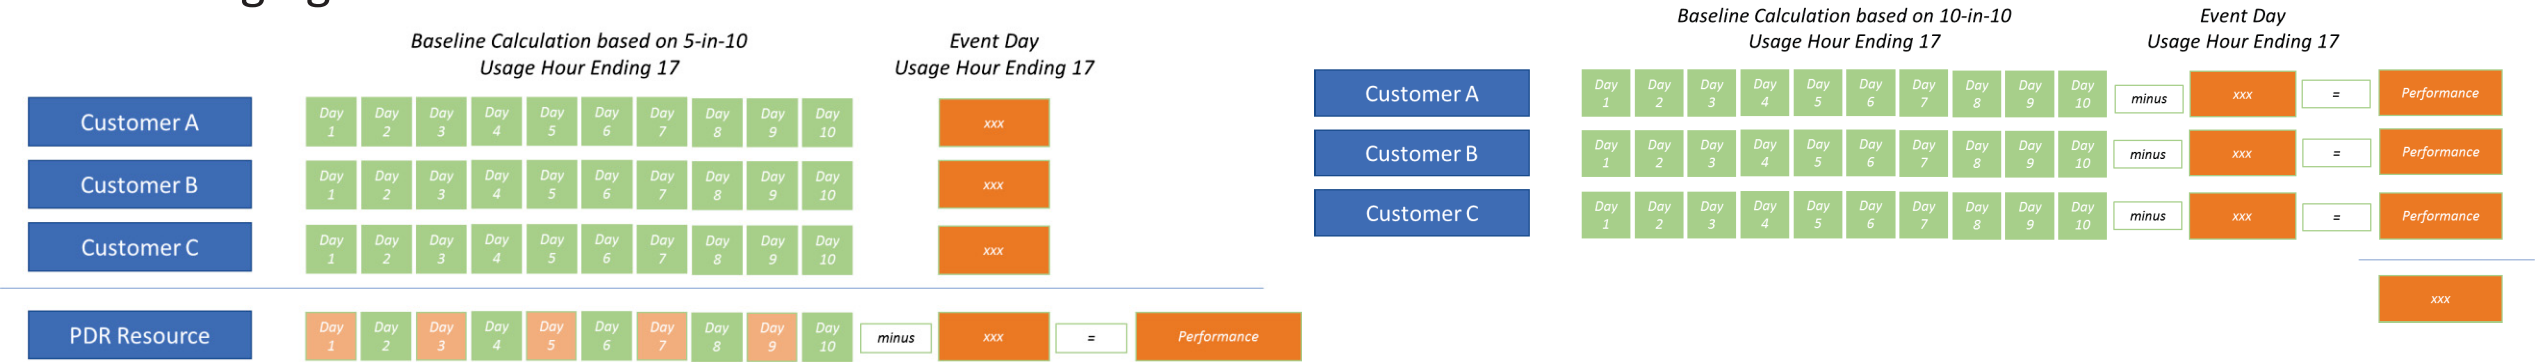 Baseline Calculation based on 5-in-10
Usage Hour Ending 17
Event Day
Usage Hour Ending 17
Customer A
Day 1
Day 2
Day 3
Day 4
Day 5
Day 6
Day 7
Day 8
Day 9
Day 10
xxx
Customer B
Day 1
Day 2
Day 3
Day 4
Day 5
Day 6
Day 7
Day 8
Day 9
Day 10
xxx
Customer C
Day 1
Day 2
Day 3
Day 4
Day 5
Day 6
Day 7
Day 8
Day 9
Day 10
xxx
PDR Resource
Day 1
Day 2
Day 3
Day 4
Day 5
Day 6
Day 7
Day 8
Day 9
Day 10
minus
xxx
=
Performance
Baseline Calculation based on 10-in-10
Usage Hour Ending 17
Event Day
Usage Hour Ending 17
Customer A
Day 1
Day 2
Day 3
Day 4
Day 5
Day 6
Day 7
Day 8
Day 9
Day 10
minus
xxx
=
Performance
Customer B
Day 1
Day 2
Day 3
Day 4
Day 5
Day 6
Day 7
Day 8
Day 9
Day 10
minus
xxx
=
Performance
Customer C
Day 1
Day 2
Day 3
Day 4
Day 5
Day 6
Day 7
Day 8
Day 9
Day 10
minus
xxx
=
Performance
xxx